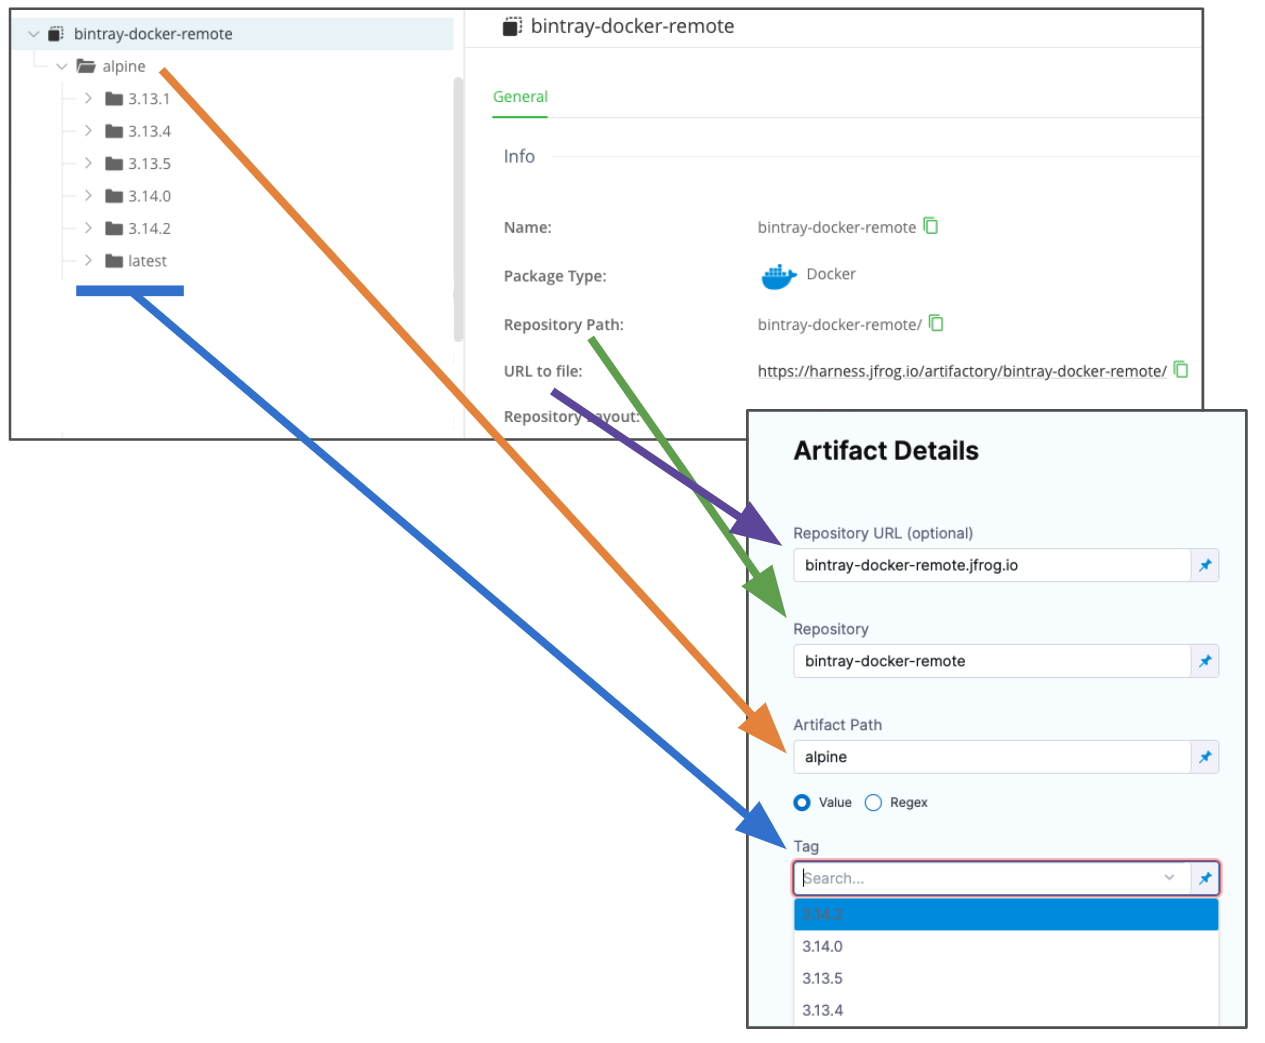 bintray-docker-remote
alpine
3.13.1
3.13.4
3.13.5
3.14.0
3.14.2
latest
bintray-docker-remote
General
Info
Name: bintray-docker-remote
Package Type: Docker
Repository Path: bintray-docker-remote/
URL to file: https://harness.jfrog.io/artifactory/bintray-docker-remote/
Repository Layout:
Artifact Details
Repository URL (optional)
bintray-docker-remote.jfrog.io
Repository
bintray-docker-remote
Artifact Path
alpine
Value Regex
Tag
Search...
3.14.2
3.14.0
3.13.5
3.13.4